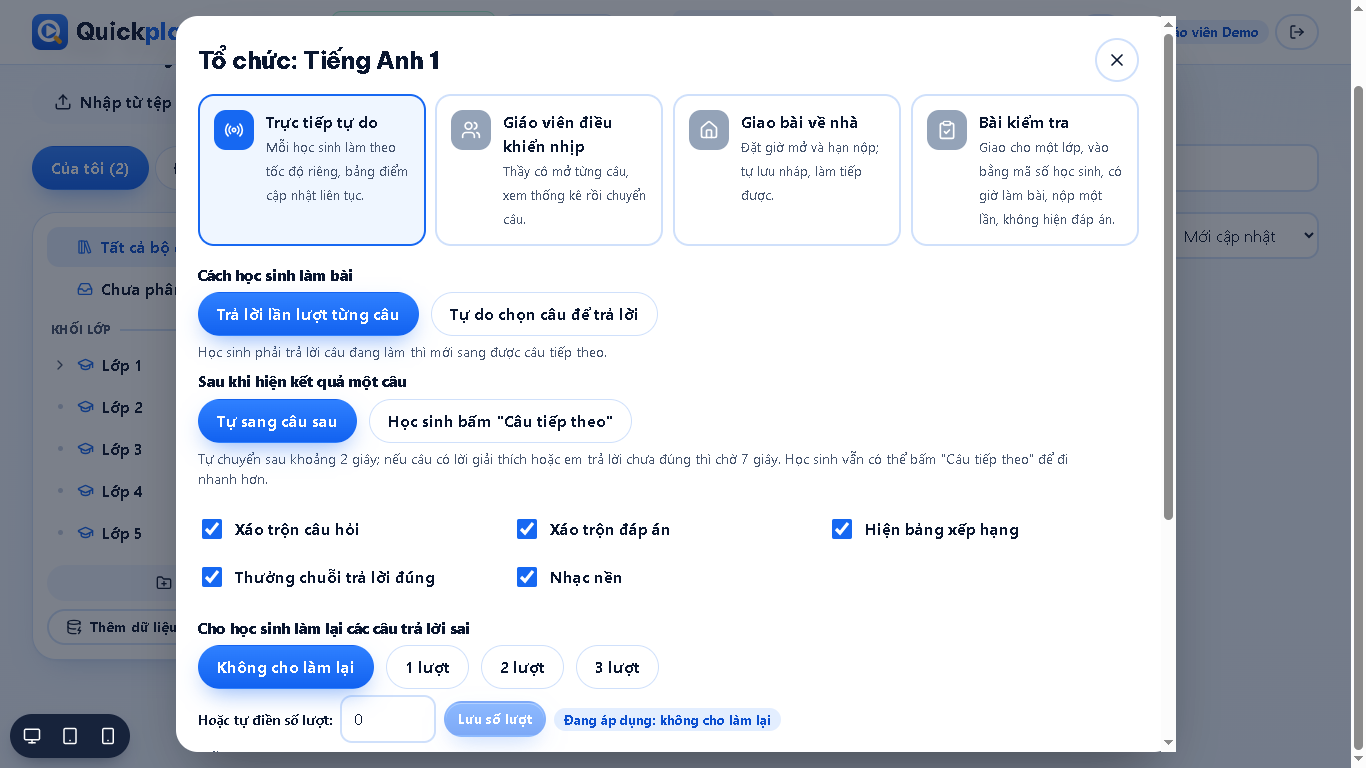 Quickplo
Tổ chức: Tiếng Anh 1
áo viên Demo
Nhập từ tệp
Trực tiếp tự do
Mỗi học sinh làm theo
tốc độ riêng, bảng điểm
cập nhật liên tục.
Giáo viên điều
khiển nhịp
Thầy cô mở từng câu,
xem thống kê rồi chuyển
câu.
Giao bài về nhà
Đặt giờ mở và hạn nộp;
tự lưu nháp, làm tiếp
được.
Bài kiểm tra
Giao cho một lớp, vào
bằng mã số học sinh, có
giờ làm bài, nộp một
lần, không hiện đáp án.
Của tôi (2)
Mới cập nhật
Tất cả bộ
Chưa phân
KHỐI LỚP
Lớp 1
Lớp 2
Lớp 3
Lớp 4
Lớp 5
Thêm dữ liệu
Cách học sinh làm bài
Trả lời lần lượt từng câu
Tự do chọn câu để trả lời
Học sinh phải trả lời câu đang làm thì mới sang được câu tiếp theo.
Sau khi hiện kết quả một câu
Tự sang câu sau
Học sinh bấm "Câu tiếp theo"
Tự chuyển sau khoảng 2 giây; nếu câu có lời giải thích hoặc em trả lời chưa đúng thì chờ 7 giây. Học sinh vẫn có thể bấm "Câu tiếp theo" để đi
nhanh hơn.
Xáo trộn câu hỏi
Xáo trộn đáp án
Hiện bảng xếp hạng
Thưởng chuỗi trả lời đúng
Nhạc nền
Cho học sinh làm lại các câu trả lời sai
Không cho làm lại
1 lượt
2 lượt
3 lượt
Hoặc tự điền số lượt:
0
Lưu số lượt
Đang áp dụng: không cho làm lại